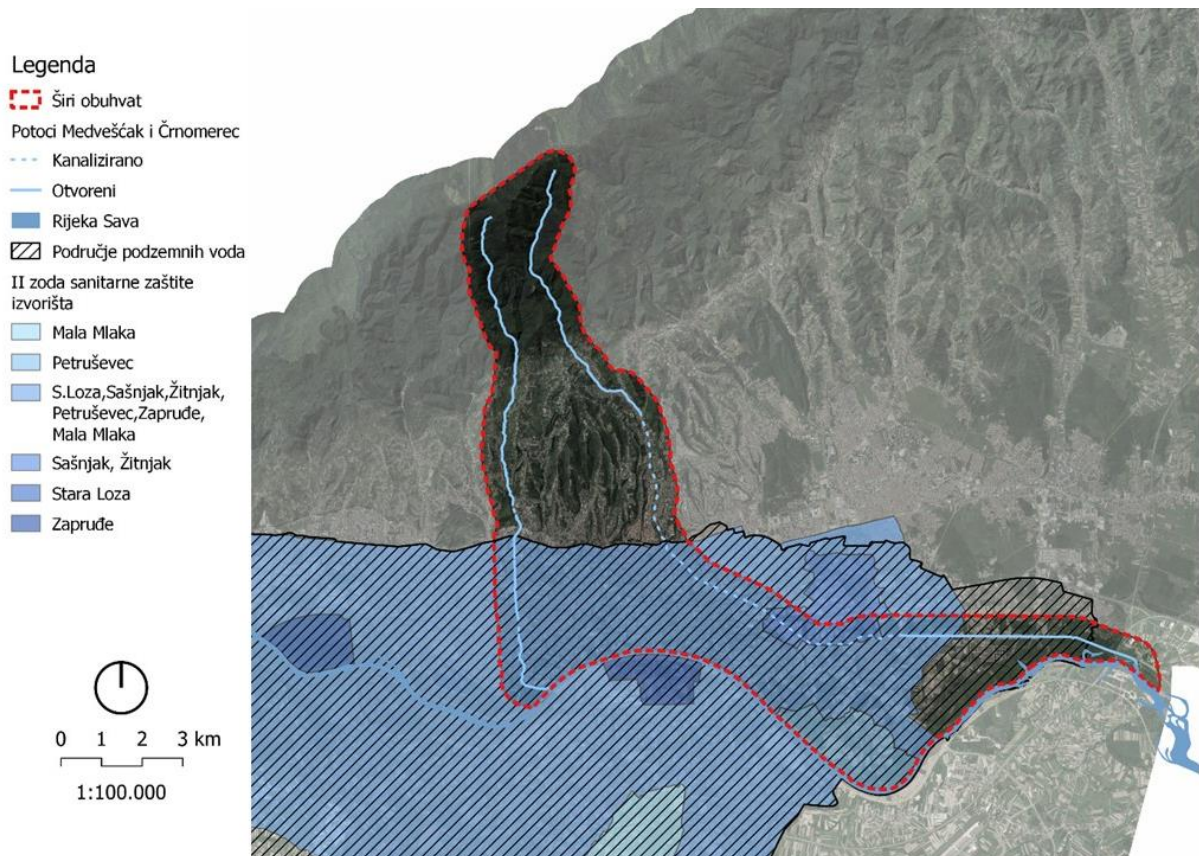 Legenda
Širi obuhvat
Potoci Medvešćak i Črnomerec
Kanalizirano
Otvoreni
Rijeka Sava
Područje podzemnih voda
II zoda sanitarne zaštite
izvorišta
Mala Mlaka
Petruševec
S.Loza,Sašnjak,Žitnjak,
Petruševec,Zapruđe,
Mala Mlaka
Sašnjak, Žitnjak
Stara Loza
Zapruđe
0 1 2 3 km
1:100.000